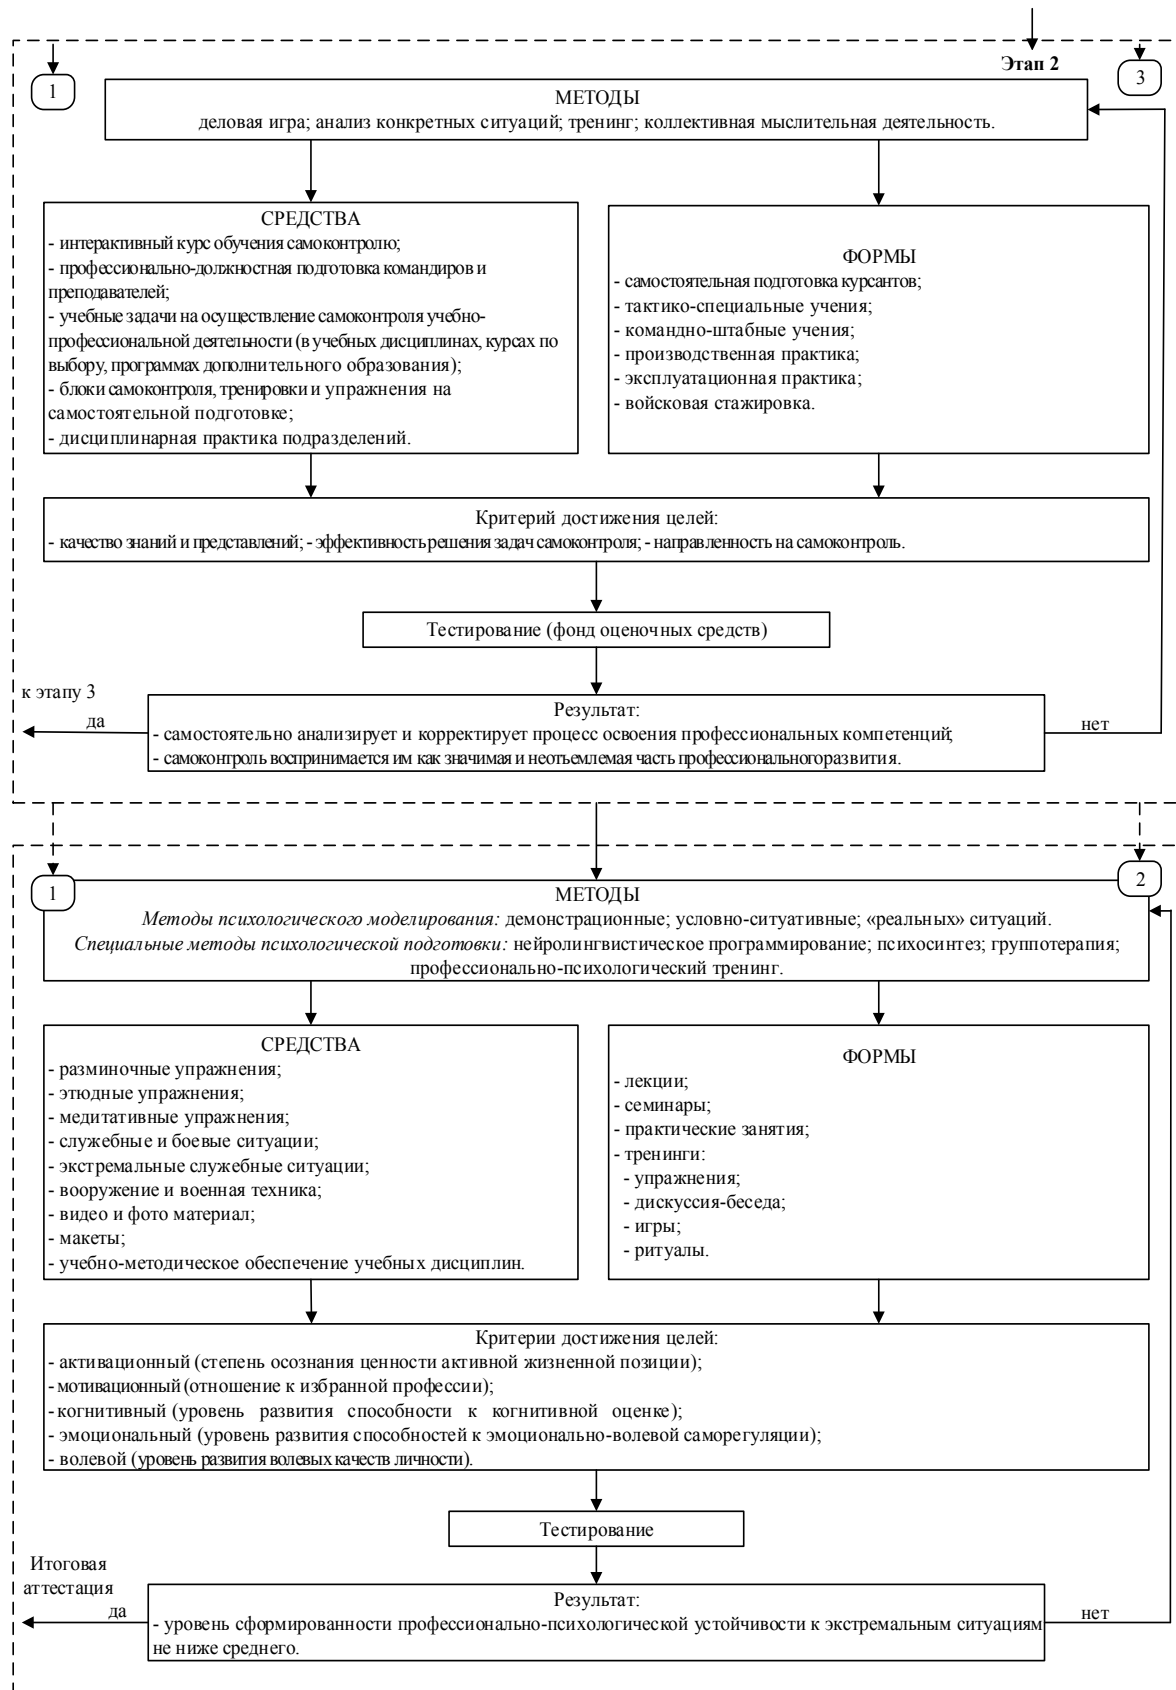 Этап 2
1
3
МЕТОДЫ
деловая игра; анализ конкретных ситуаций; тренинг; коллективная мыслительная деятельность.
СРЕДСТВА
- интерактивный курс обучения самоконтролю;
- профессионально-должностная подготовка командиров и
преподавателей;
- учебные задачи на осуществление самоконтроля учебно-
профессиональной деятельности (в учебных дисциплинах, курсах по
выбору, программах дополнительного образования);
- блоки самоконтроля, тренировки и упражнения на
самостоятельной подготовке;
- дисциплинарная практика подразделений.
ФОРМЫ
- самостоятельная подготовка курсантов;
- тактико-специальные учения;
- командно-штабные учения;
- производственная практика;
- эксплуатационная практика;
- войсковая стажировка.
Критерий достижения целей:
- качество знаний и представлений; - эффективность решения задач самоконтроля; - направленность на самоконтроль.
Тестирование (фонд оценочных средств)
к этапу 3
да
Результат:
- самостоятельно анализирует и корректирует процесс освоения профессиональных компетенций;
- самоконтроль воспринимается им как значимая и неотъемлемая часть профессионального развития.
нет
1
2
МЕТОДЫ
Методы психологического моделирования: демонстрационные; условно-ситуативные; «реальных» ситуаций.
Специальные методы психологической подготовки: нейролингвистическое программирование; психосинтез; группотерапия;
профессионально-психологический тренинг.
СРЕДСТВА
- разминочные упражнения;
- этюдные упражнения;
- медитативные упражнения;
- служебные и боевые ситуации;
- экстремальные служебные ситуации;
- вооружение и военная техника;
- видео и фото материал;
- макеты;
- учебно-методическое обеспечение учебных дисциплин.
ФОРМЫ
- лекции;
- семинары;
- практические занятия;
- тренинги:
- упражнения;
- дискуссия-беседа;
- игры;
- ритуалы.
Критерии достижения целей:
- активационный (степень осознания ценности активной жизненной позиции);
- мотивационный (отношение к избранной профессии);
- когнитивный (уровень развития способности к когнитивной оценке);
- эмоциональный (уровень развития способностей к эмоционально-волевой саморегуляции);
- волевой (уровень развития волевых качеств личности).
Тестирование
Итоговая
аттестация
да
Результат:
- уровень сформированности профессионально-психологической устойчивости к экстремальным ситуациям
не ниже среднего.
нет